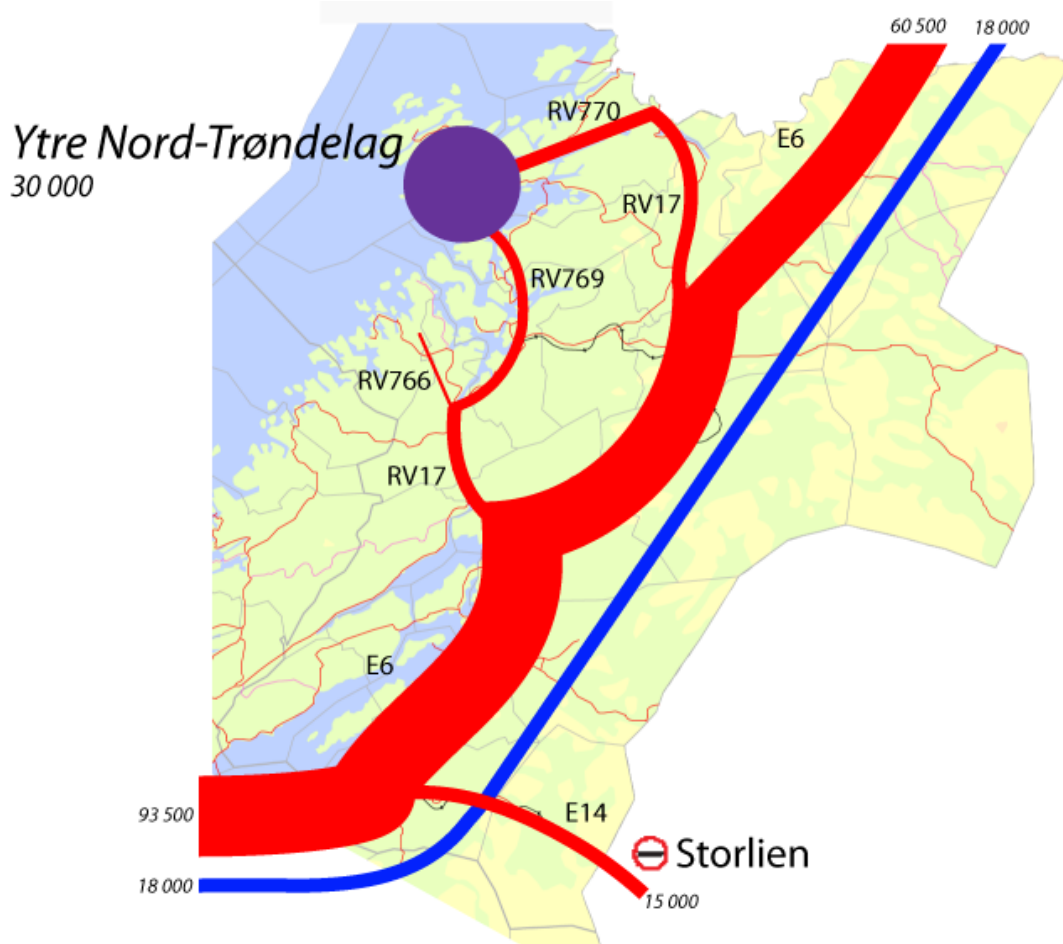 60 500
18 000
RV770
Ytre Nord-Trøndelag
30 000
E6
RV17
RV769
RV766
RV17
E6
93 500
E14
Storlien
18 000
15 000